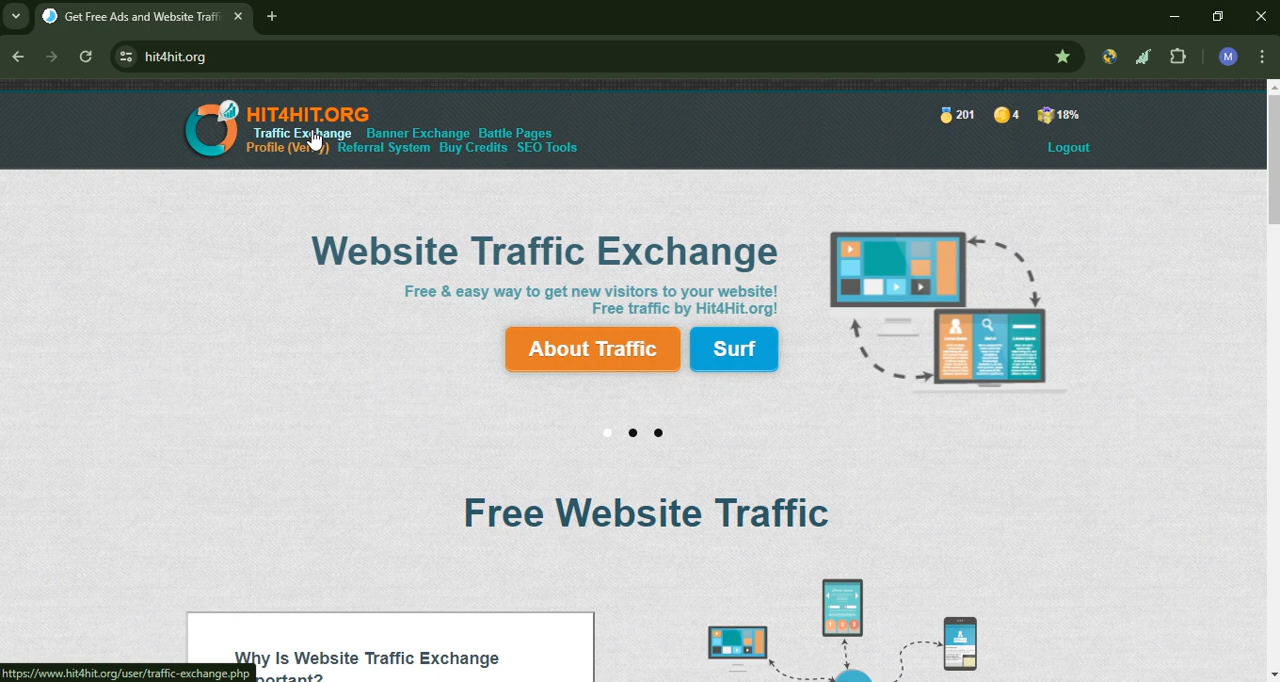 Get Free Ads and Website Traff
hit4hit.org
M
HIT4HIT.ORG
201 4 18%
Traffic Exchange Banner Exchange Battle Pages
Profile Referral System Buy Credits SEO Tools
Logout
Website Traffic Exchange
Free & easy way to get new visitors to your website!
Free traffic by Hit4Hit.org!
About Traffic Surf
Free Website Traffic
Why Is Website Traffic Exchange
https://www.hit4hit.org/user/traffic-exchange.php